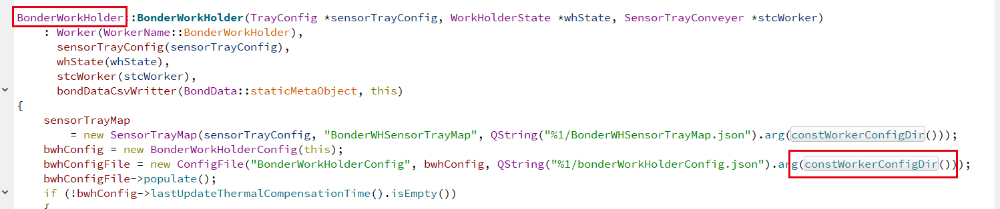 BonderWorkHolder::BonderWorkHolder(TrayConfig *sensorTrayConfig, WorkHolderState *whState, SensorTrayConveyer *stcWorker)
    : Worker(WorkerName::BonderWorkHolder),
      sensorTrayConfig(sensorTrayConfig),
      whState(whState),
      stcWorker(stcWorker),
      bondDataCsvWritter(BondData::staticMetaObject, this)
{
    sensorTrayMap
        = new SensorTrayMap(sensorTrayConfig, "BonderWHSensorTrayMap", QString("%1/BonderWHSensorTrayMap.json").arg(constWorkerConfigDir()));
    bwhConfig = new BonderWorkHolderConfig(this);
    bwhConfigFile = new ConfigFile("BonderWorkHolderConfig", bwhConfig, QString("%1/bonderWorkHolderConfig.json").arg(constWorkerConfigDir()));
    bwhConfigFile->populate();
    if (!bwhConfig->lastUpdateThermalCompensationTime().isEmpty())
    {